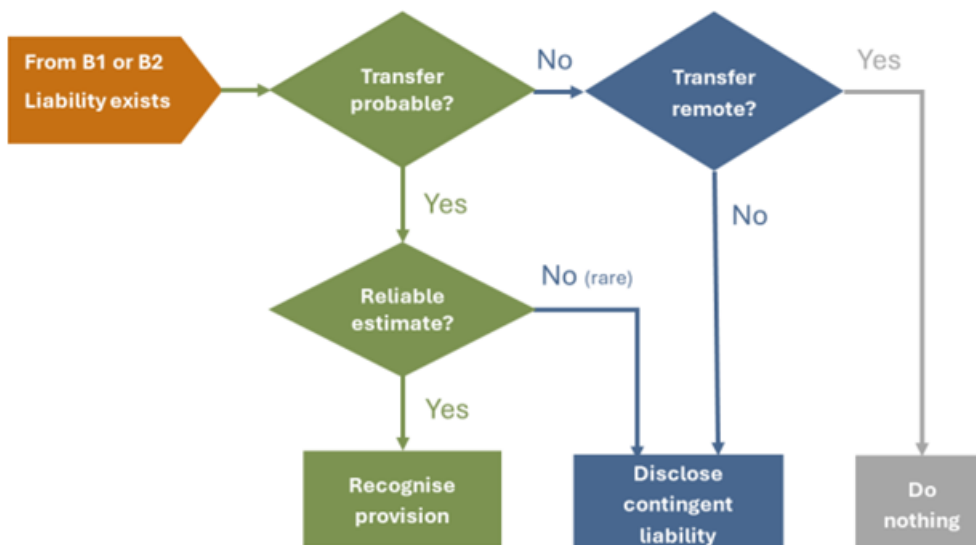 From B1 or B2
Liability exists
Transfer
probable?
No
Transfer
remote?
Yes
Yes
No
Reliable
estimate?
No (rare)
Yes
Recognise
provision
Disclose
contingent
liability
Do
nothing